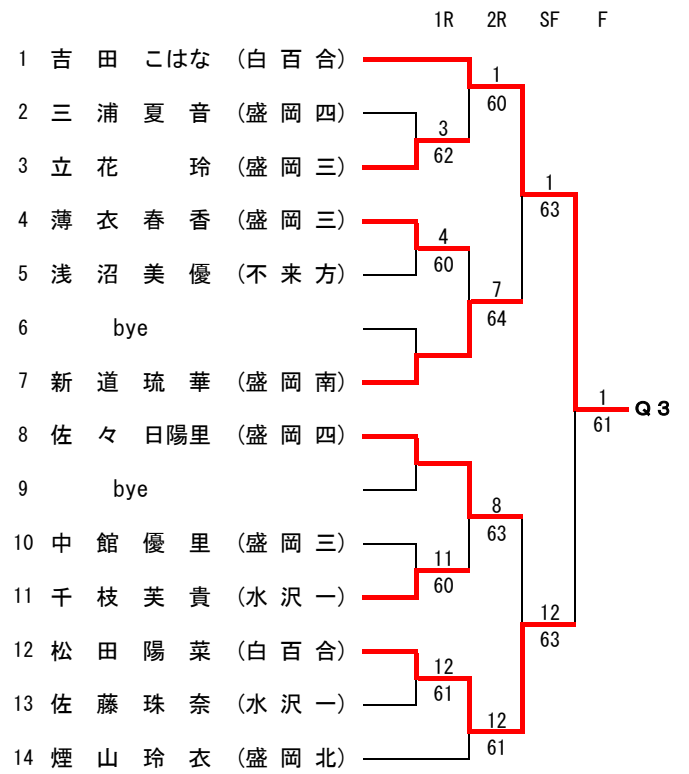 1R 2R SF F
1 吉 田 こはな (白 百 合)
1
60
2 三 浦 夏 音 (盛 岡 四)
3
62
3 立 花 玲 (盛 岡 三)
1
63
4 薄 衣 春 香 (盛 岡 三)
4
60
5 浅 沼 美 優 (不 来 方)
7
64
6 bye
7 新 道 琉 華 (盛 岡 南)
1
61
Q3
8 佐 々 日陽里 (盛 岡 四)
9 bye
8
63
10 中 館 優 里 (盛 岡 三)
11
60
11 千 枝 芙 貴 (水 沢 一)
12
63
12 松 田 陽 菜 (白 百 合)
12
61
13 佐 藤 珠 奈 (水 沢 一)
12
61
14 煙 山 玲 衣 (盛 岡 北)